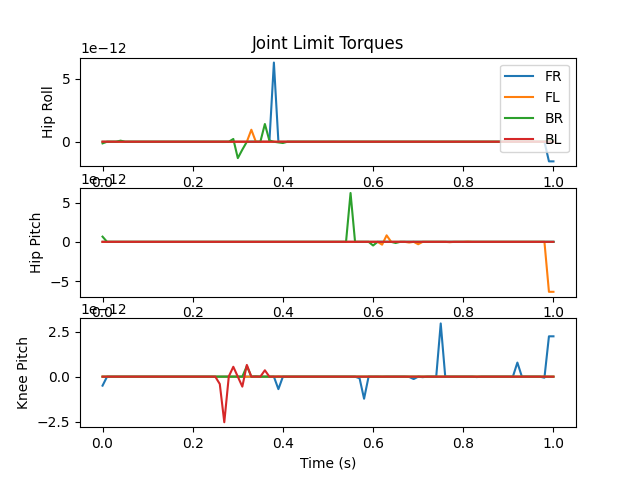 Joint Limit Torques
1e−12
5
0
Hip Roll
FR
FL
BR
BL
0.0 0.2 0.4 0.6 0.8 1.0
1e−12
5
0
−5
Hip Pitch
0.0 0.2 0.4 0.6 0.8 1.0
1e−12
2.5
0.0
−2.5
Knee Pitch
0.0 0.2 0.4 0.6 0.8 1.0
Time (s)